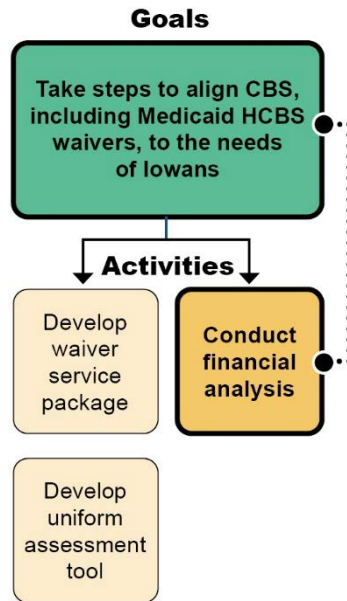 Goals
Take steps to align CBS,
including Medicaid HCBS
waivers, to the needs
of Iowans
Activities
Develop
waiver
service
package
Conduct
financial
analysis
Develop
uniform
assessment
tool